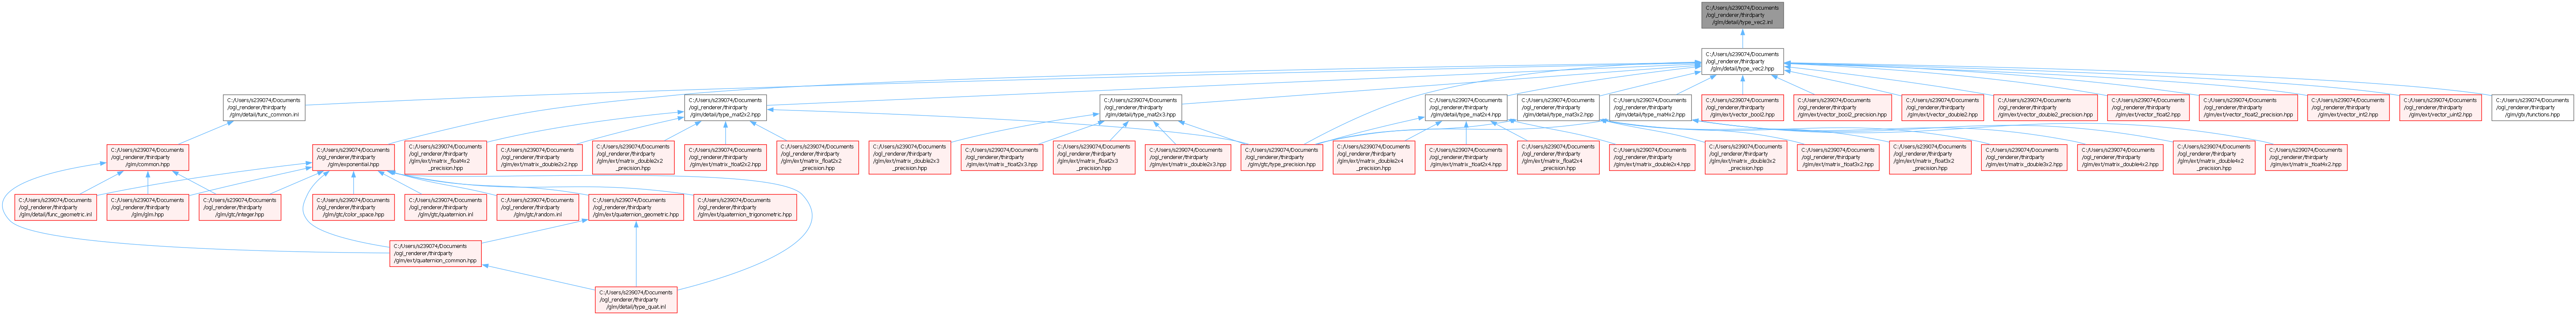 C:/Users/s239074/Documents
/ogl_renderer/thirdparty
/glm/detail/type_vec2.inl
C:/Users/s239074/Documents
/ogl_renderer/thirdparty
/glm/detail/type_vec2.hpp
C:/Users/s239074/Documents
/ogl_renderer/thirdparty
/glm/detail/func_common.inl
C:/Users/s239074/Documents
/ogl_renderer/thirdparty
/glm/detail/type_mat2x2.hpp
C:/Users/s239074/Documents
/ogl_renderer/thirdparty
/glm/detail/type_mat2x3.hpp
C:/Users/s239074/Documents
/ogl_renderer/thirdparty
/glm/detail/type_mat2x4.hpp
C:/Users/s239074/Documents
/ogl_renderer/thirdparty
/glm/detail/type_mat3x2.hpp
C:/Users/s239074/Documents
/ogl_renderer/thirdparty
/glm/detail/type_mat4x2.hpp
C:/Users/s239074/Documents
/ogl_renderer/thirdparty
/glm/ext/vector_bool2.hpp
C:/Users/s239074/Documents
/ogl_renderer/thirdparty
/glm/ext/vector_bool2_precision.hpp
C:/Users/s239074/Documents
/ogl_renderer/thirdparty
/glm/ext/vector_double2.hpp
C:/Users/s239074/Documents
/ogl_renderer/thirdparty
/glm/ext/vector_double2_precision.hpp
C:/Users/s239074/Documents
/ogl_renderer/thirdparty
/glm/ext/vector_float2.hpp
C:/Users/s239074/Documents
/ogl_renderer/thirdparty
/glm/ext/vector_float2_precision.hpp
C:/Users/s239074/Documents
/ogl_renderer/thirdparty
/glm/ext/vector_int2.hpp
C:/Users/s239074/Documents
/ogl_renderer/thirdparty
/glm/ext/vector_uint2.hpp
C:/Users/s239074/Documents
/ogl_renderer/thirdparty
/glm/gtx/functions.hpp
C:/Users/s239074/Documents
/ogl_renderer/thirdparty
/glm/common.hpp
C:/Users/s239074/Documents
/ogl_renderer/thirdparty
/glm/exponential.hpp
C:/Users/s239074/Documents
/ogl_renderer/thirdparty
/glm/ext/matrix_float4x2
_precision.hpp
C:/Users/s239074/Documents
/ogl_renderer/thirdparty
/glm/ext/matrix_double2x2.hpp
C:/Users/s239074/Documents
/ogl_renderer/thirdparty
/glm/ext/matrix_double2x2
_precision.hpp
C:/Users/s239074/Documents
/ogl_renderer/thirdparty
/glm/ext/matrix_float2x2.hpp
C:/Users/s239074/Documents
/ogl_renderer/thirdparty
/glm/ext/matrix_float2x2
_precision.hpp
C:/Users/s239074/Documents
/ogl_renderer/thirdparty
/glm/ext/matrix_double2x3
_precision.hpp
C:/Users/s239074/Documents
/ogl_renderer/thirdparty
/glm/ext/matrix_float2x3.hpp
C:/Users/s239074/Documents
/ogl_renderer/thirdparty
/glm/ext/matrix_float2x3
_precision.hpp
C:/Users/s239074/Documents
/ogl_renderer/thirdparty
/glm/ext/matrix_double2x3.hpp
C:/Users/s239074/Documents
/ogl_renderer/thirdparty
/glm/gtc/type_precision.hpp
C:/Users/s239074/Documents
/ogl_renderer/thirdparty
/glm/ext/matrix_double2x4
_precision.hpp
C:/Users/s239074/Documents
/ogl_renderer/thirdparty
/glm/ext/matrix_float2x4.hpp
C:/Users/s239074/Documents
/ogl_renderer/thirdparty
/glm/ext/matrix_float2x4
_precision.hpp
C:/Users/s239074/Documents
/ogl_renderer/thirdparty
/glm/ext/matrix_double2x4.hpp
C:/Users/s239074/Documents
/ogl_renderer/thirdparty
/glm/ext/matrix_double3x2
_precision.hpp
C:/Users/s239074/Documents
/ogl_renderer/thirdparty
/glm/ext/matrix_float3x2.hpp
C:/Users/s239074/Documents
/ogl_renderer/thirdparty
/glm/ext/matrix_float3x2
_precision.hpp
C:/Users/s239074/Documents
/ogl_renderer/thirdparty
/glm/ext/matrix_double3x2.hpp
C:/Users/s239074/Documents
/ogl_renderer/thirdparty
/glm/ext/matrix_double4x2.hpp
C:/Users/s239074/Documents
/ogl_renderer/thirdparty
/glm/ext/matrix_double4x2
_precision.hpp
C:/Users/s239074/Documents
/ogl_renderer/thirdparty
/glm/ext/matrix_float4x2.hpp
C:/Users/s239074/Documents
/ogl_renderer/thirdparty
/glm/detail/func_geometric.inl
C:/Users/s239074/Documents
/ogl_renderer/thirdparty
/glm/glm.hpp
C:/Users/s239074/Documents
/ogl_renderer/thirdparty
/glm/gtc/integer.hpp
C:/Users/s239074/Documents
/ogl_renderer/thirdparty
/glm/gtc/color_space.hpp
C:/Users/s239074/Documents
/ogl_renderer/thirdparty
/glm/gtc/quaternion.inl
C:/Users/s239074/Documents
/ogl_renderer/thirdparty
/glm/gtc/random.inl
C:/Users/s239074/Documents
/ogl_renderer/thirdparty
/glm/ext/quaternion_geometric.hpp
C:/Users/s239074/Documents
/ogl_renderer/thirdparty
/glm/ext/quaternion_trigonometric.hpp
C:/Users/s239074/Documents
/ogl_renderer/thirdparty
/glm/ext/quaternion_common.hpp
C:/Users/s239074/Documents
/ogl_renderer/thirdparty
/glm/detail/type_quat.inl